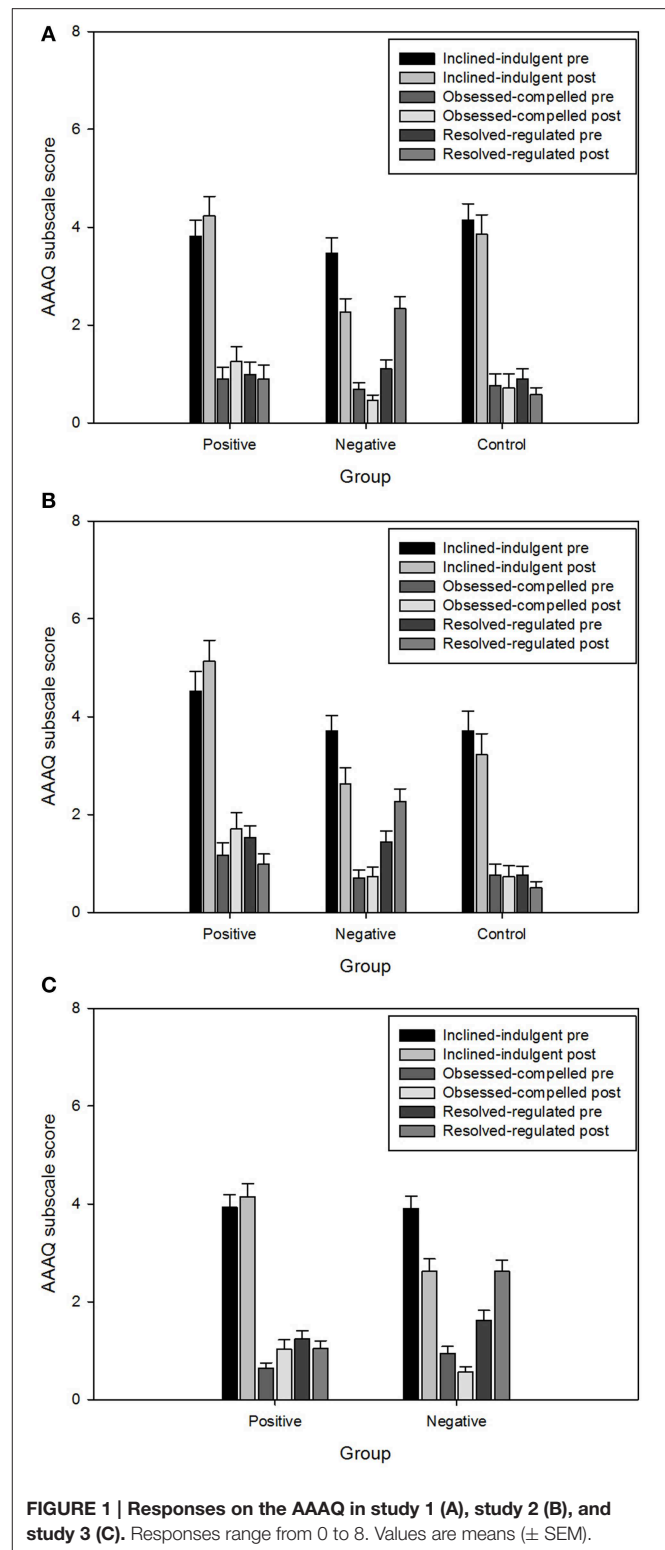 A
8
6
4
2
0
AAAQ subscale score
Inclined-indulgent pre
Inclined-indulgent post
Obsessed-compelled pre
Obsessed-compelled post
Resolved-regulated pre
Resolved-regulated post
Positive
Negative
Control
Group
B
8
6
4
2
0
AAAQ subscale score
Inclined-indulgent pre
Inclined-indulgent post
Obsessed-compelled pre
Obsessed-compelled post
Resolved-regulated pre
Resolved-regulated post
Positive
Negative
Control
Group
C
8
6
4
2
0
AAAQ subscale score
Inclined-indulgent pre
Inclined-indulgent post
Obsessed-compelled pre
Obsessed-compelled post
Resolved-regulated pre
Resolved-regulated post
Positive
Negative
Group
FIGURE 1 | Responses on the AAAQ in study 1 (A), study 2 (B), and
study 3 (C). Responses range from 0 to 8. Values are means (± SEM).